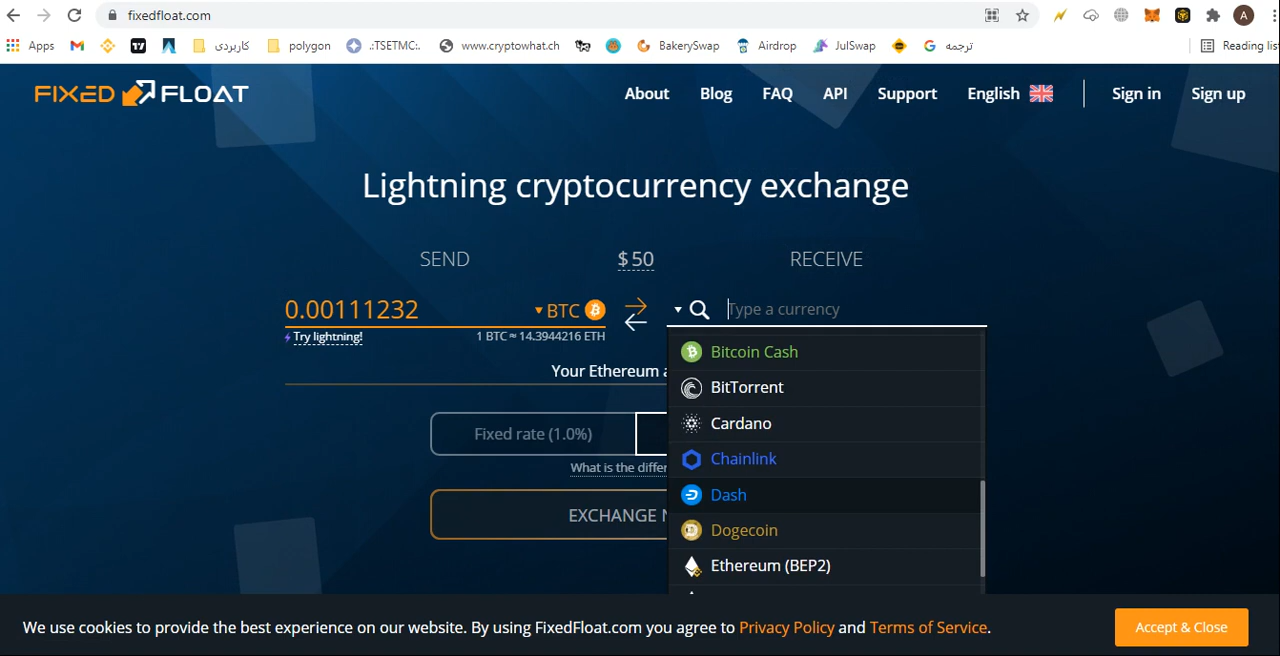 fixedfloat.com
Apps کاربردی polygon .:TSETMC:. www.cryptowhat.ch BakerySwap Airdrop JulSwap ترجمه Reading list
FIXED FLOAT
About Blog FAQ API Support English Sign in Sign up
Lightning cryptocurrency exchange
SEND $ 50 RECEIVE
0.00111232 BTC Type a currency
Try lightning! 1 BTC ≈ 14.3944216 ETH
Bitcoin Cash
Your Ethereum a
BitTorrent
Cardano
Fixed rate (1.0%)
Chainlink
What is the differ
Dash
EXCHANGE N
Dogecoin
Ethereum (BEP2)
We use cookies to provide the best experience on our website. By using FixedFloat.com you agree to Privacy Policy and Terms of Service.
Accept & Close